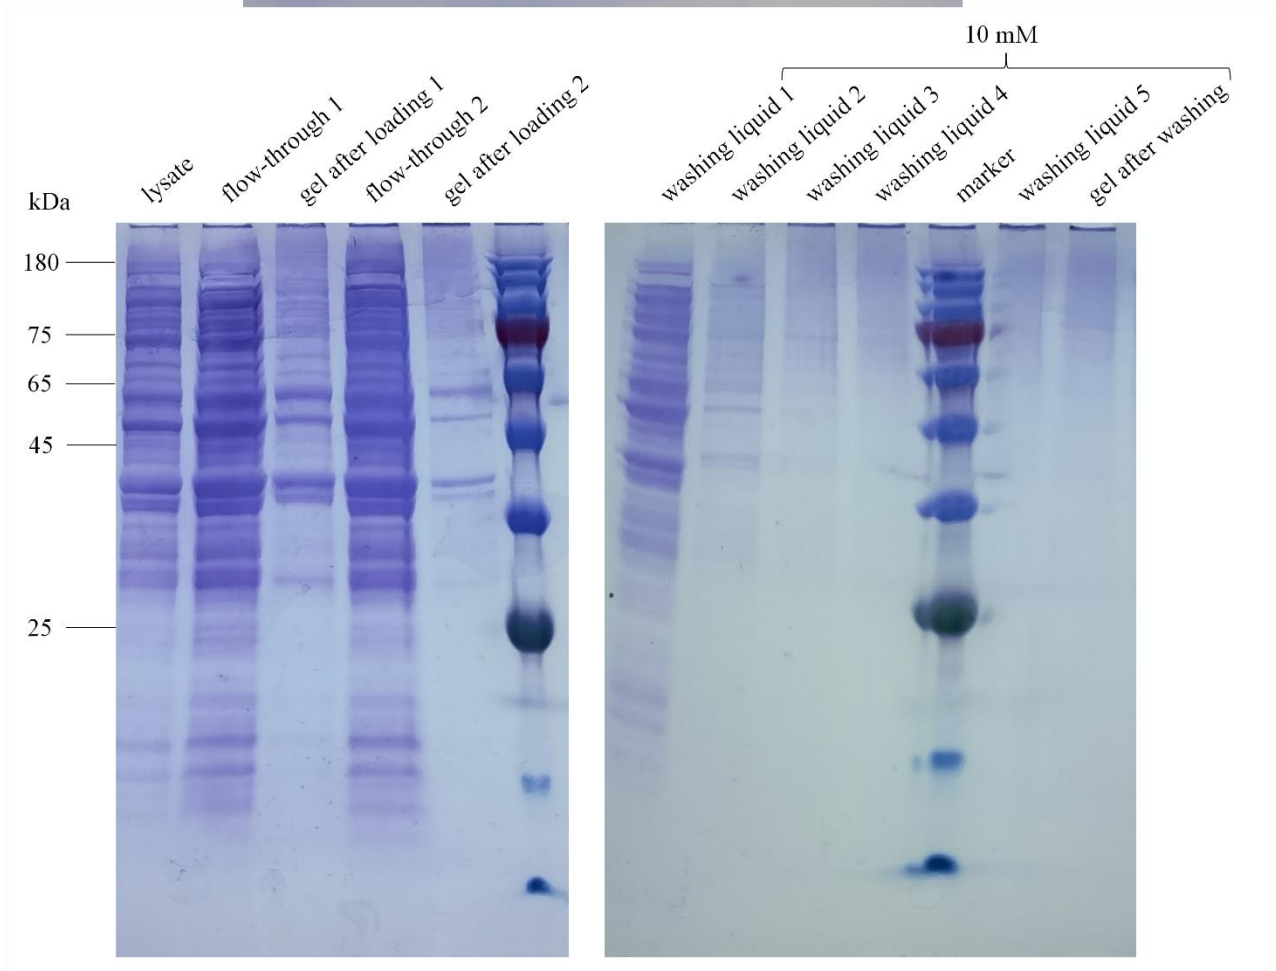 10 mM
lysate
flow-through 1
gel after loading 1
flow-through 2
gel after loading 2
washing liquid 1
washing liquid 2
washing liquid 3
washing liquid 4
marker
washing liquid 5
gel after washing
kDa
180
75
65
45
25